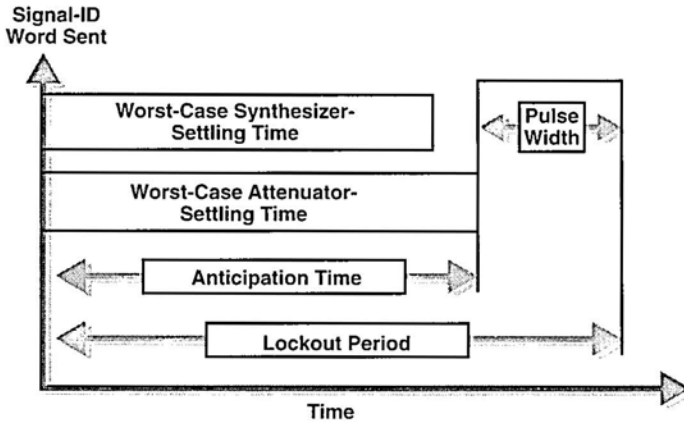 Signal-ID
Word Sent
Worst-Case Synthesizer-
Settling Time
Pulse
Width
Worst-Case Attenuator-
Settling Time
Anticipation Time
Lockout Period
Time